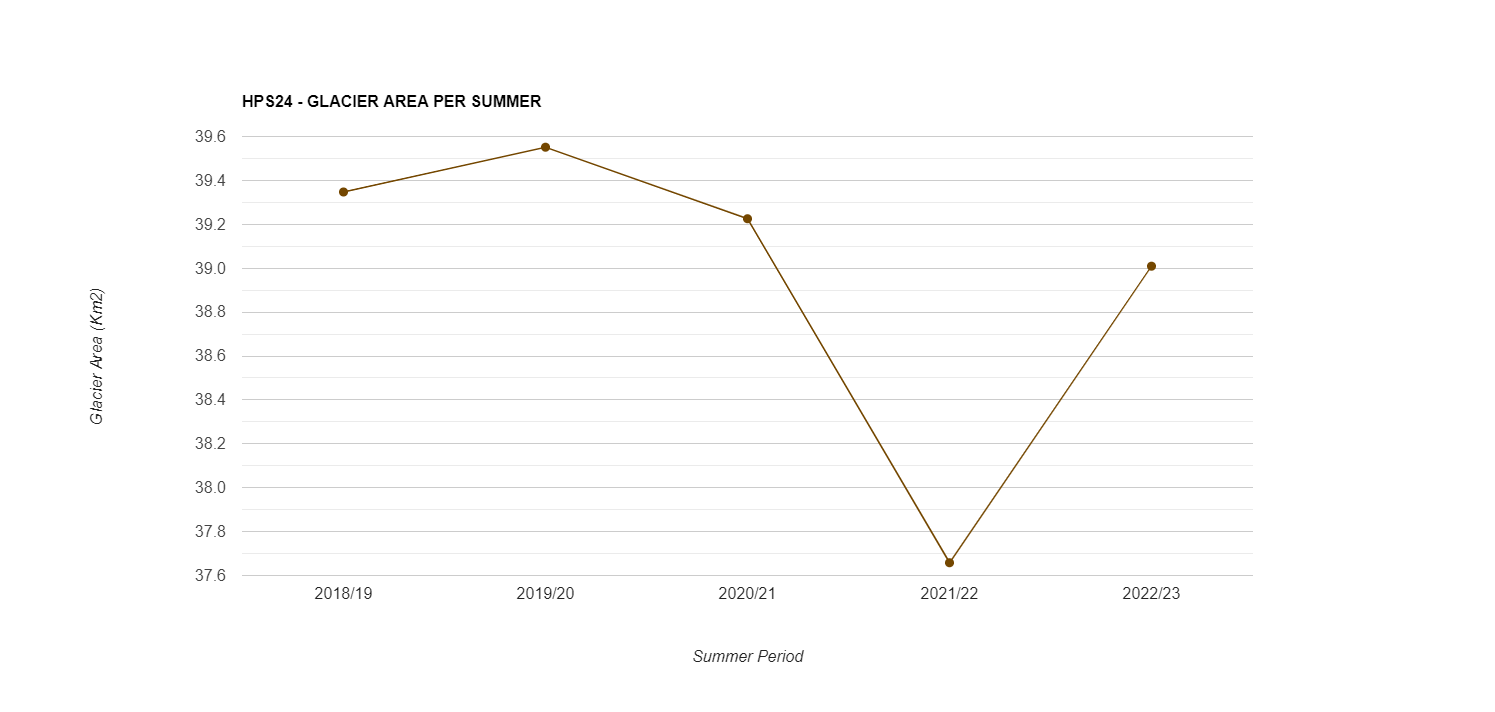 HPS24 - GLACIER AREA PER SUMMER
39.6
39.4
39.2
39.0
38.8
38.6
38.4
38.2
38.0
37.8
37.6
Glacier Area (Km2)
2018/19 2019/20 2020/21 2021/22 2022/23
Summer Period